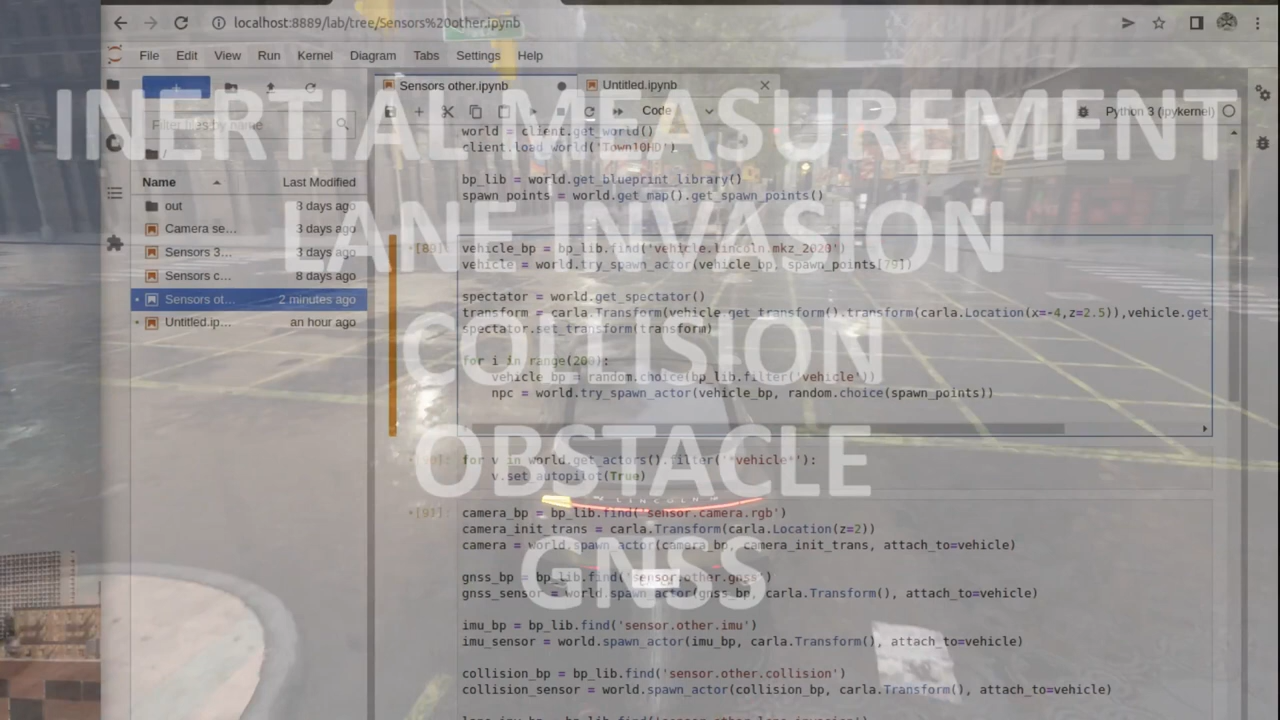 localhost:8889/lab/tree/Sensors%20other.ipynb
File Edit View Run Kernel Diagram Tabs Settings Help
Sensors other.ipynb
Untitled.ipynb
Code
Python 3 (ipykernel)
Filter files by name
/
Name Last Modified
out 8 days ago
Camera se... 3 days ago
Sensors 3... 3 days ago
Sensors c... 8 days ago
Sensors ot... 2 minutes ago
Untitled.ip... an hour ago
INERTIAL MEASUREMENT
LANE INVASION
COLLISION
OBSTACLE
GNSS
world = client.get_world()
client.load_world('Town10HD')
bp_lib = world.get_blueprint_library()
spawn_points = world.get_map().get_spawn_points()
vehicle_bp = bp_lib.find('vehicle.lincoln.mkz_2020')
vehicle = world.try_spawn_actor(vehicle_bp, spawn_points[79])
spectator = world.get_spectator()
transform = carla.Transform(vehicle.get_transform().transform(carla.Location(x=-4,z=2.5)),vehicle.get
spectator.set_transform(transform)
for i in range(200):
vehicle_bp = random.choice(bp_lib.filter('vehicle'))
npc = world.try_spawn_actor(vehicle_bp, random.choice(spawn_points))
for v in world.get_actors().filter('*vehicle*'):
v.set_autopilot(True)
LINCOLN
[91]:
camera_bp = bp_lib.find('sensor.camera.rgb')
camera_init_trans = carla.Transform(carla.Location(z=2))
camera = world.spawn_actor(camera_bp, camera_init_trans, attach_to=vehicle)
gnss_bp = bp_lib.find('sensor.other.gnss')
gnss_sensor = world.spawn_actor(gnss_bp, carla.Transform(), attach_to=vehicle)
imu_bp = bp_lib.find('sensor.other.imu')
imu_sensor = world.spawn_actor(imu_bp, carla.Transform(), attach_to=vehicle)
collision_bp = bp_lib.find('sensor.other.collision')
collision_sensor = world.spawn_actor(collision_bp, carla.Transform(), attach_to=vehicle)